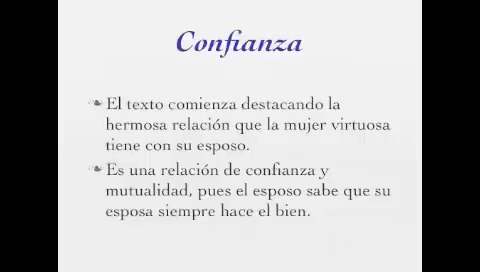 Confianza
El texto comienza destacando la
hermosa relación que la mujer virtuosa
tiene con su esposo.
Es una relación de confianza y
mutualidad, pues el esposo sabe que su
esposa siempre hace el bien.